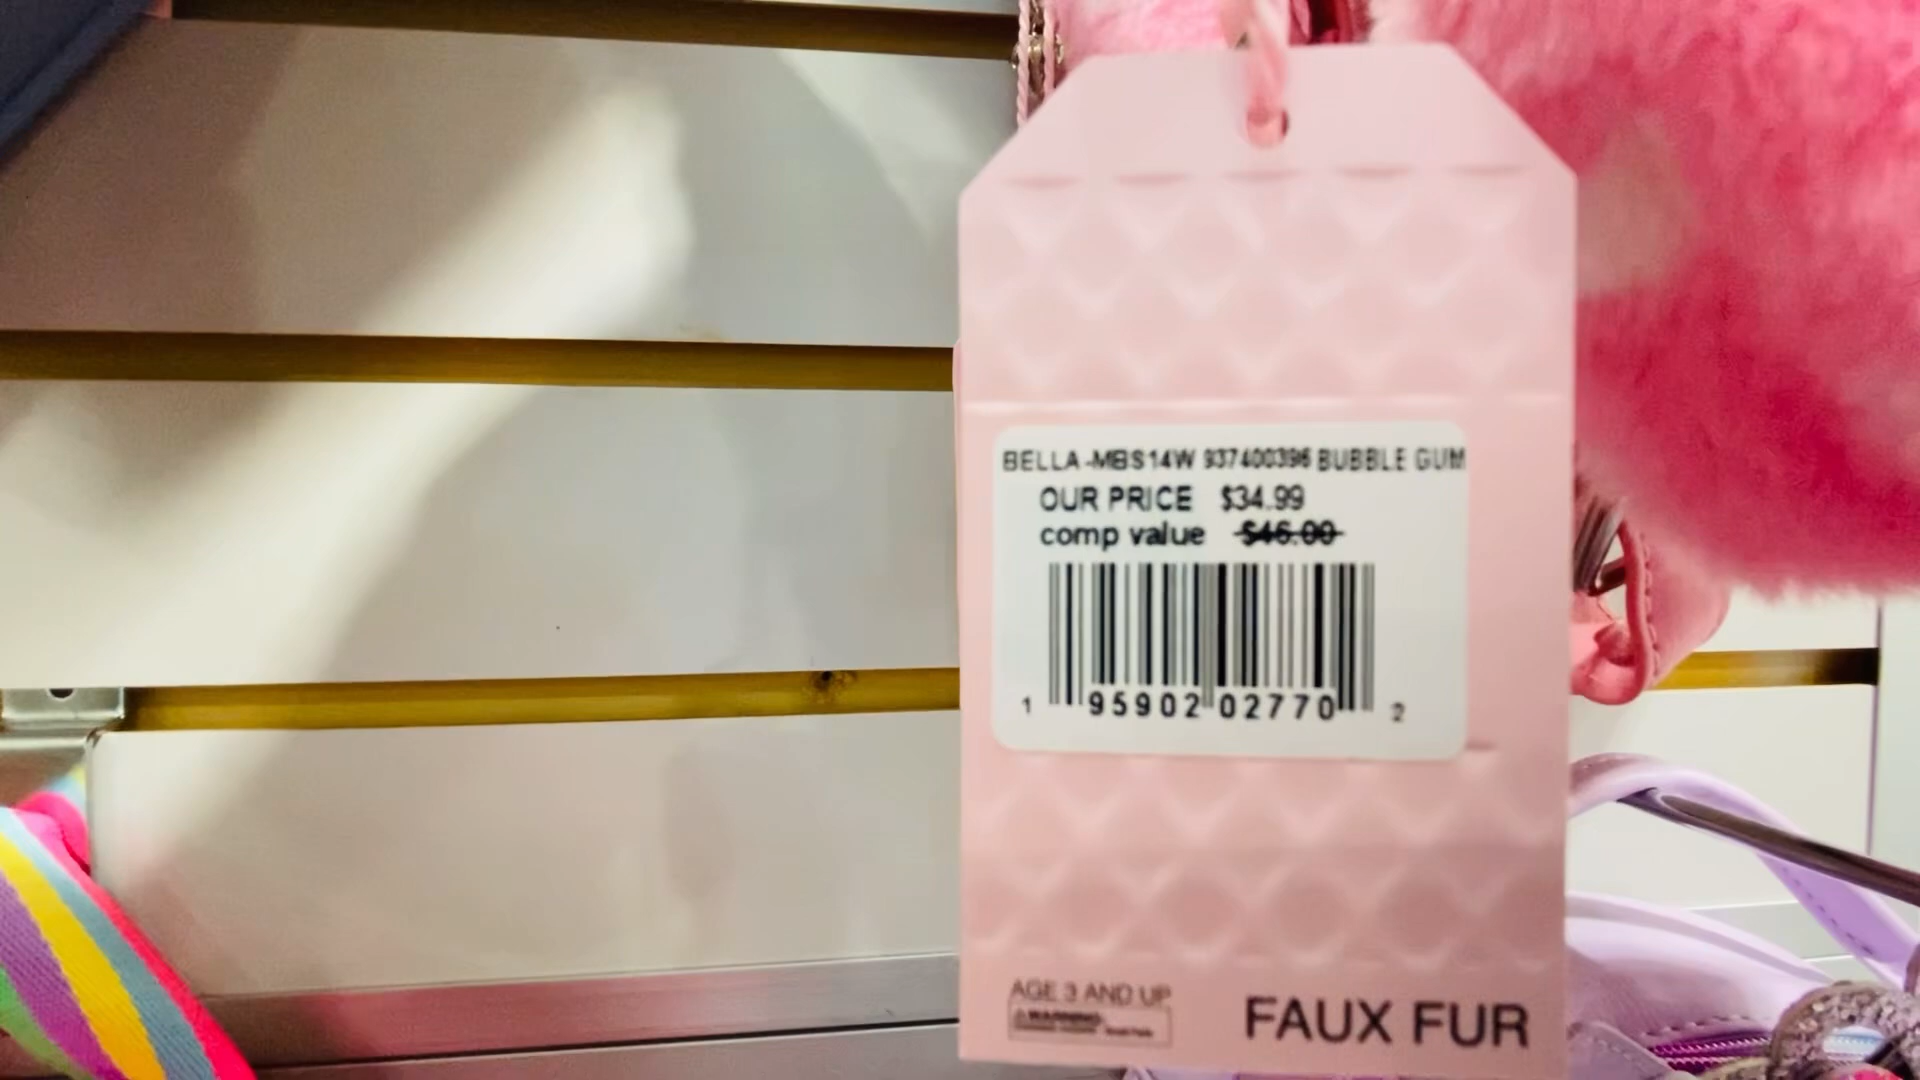 BELLA-MBS14W 937400396 BUBBLE GUM
OUR PRICE $34.99
comp value $46.00
1 95902 02770 2
AGE 3 AND UP
WARNING:
FAUX FUR